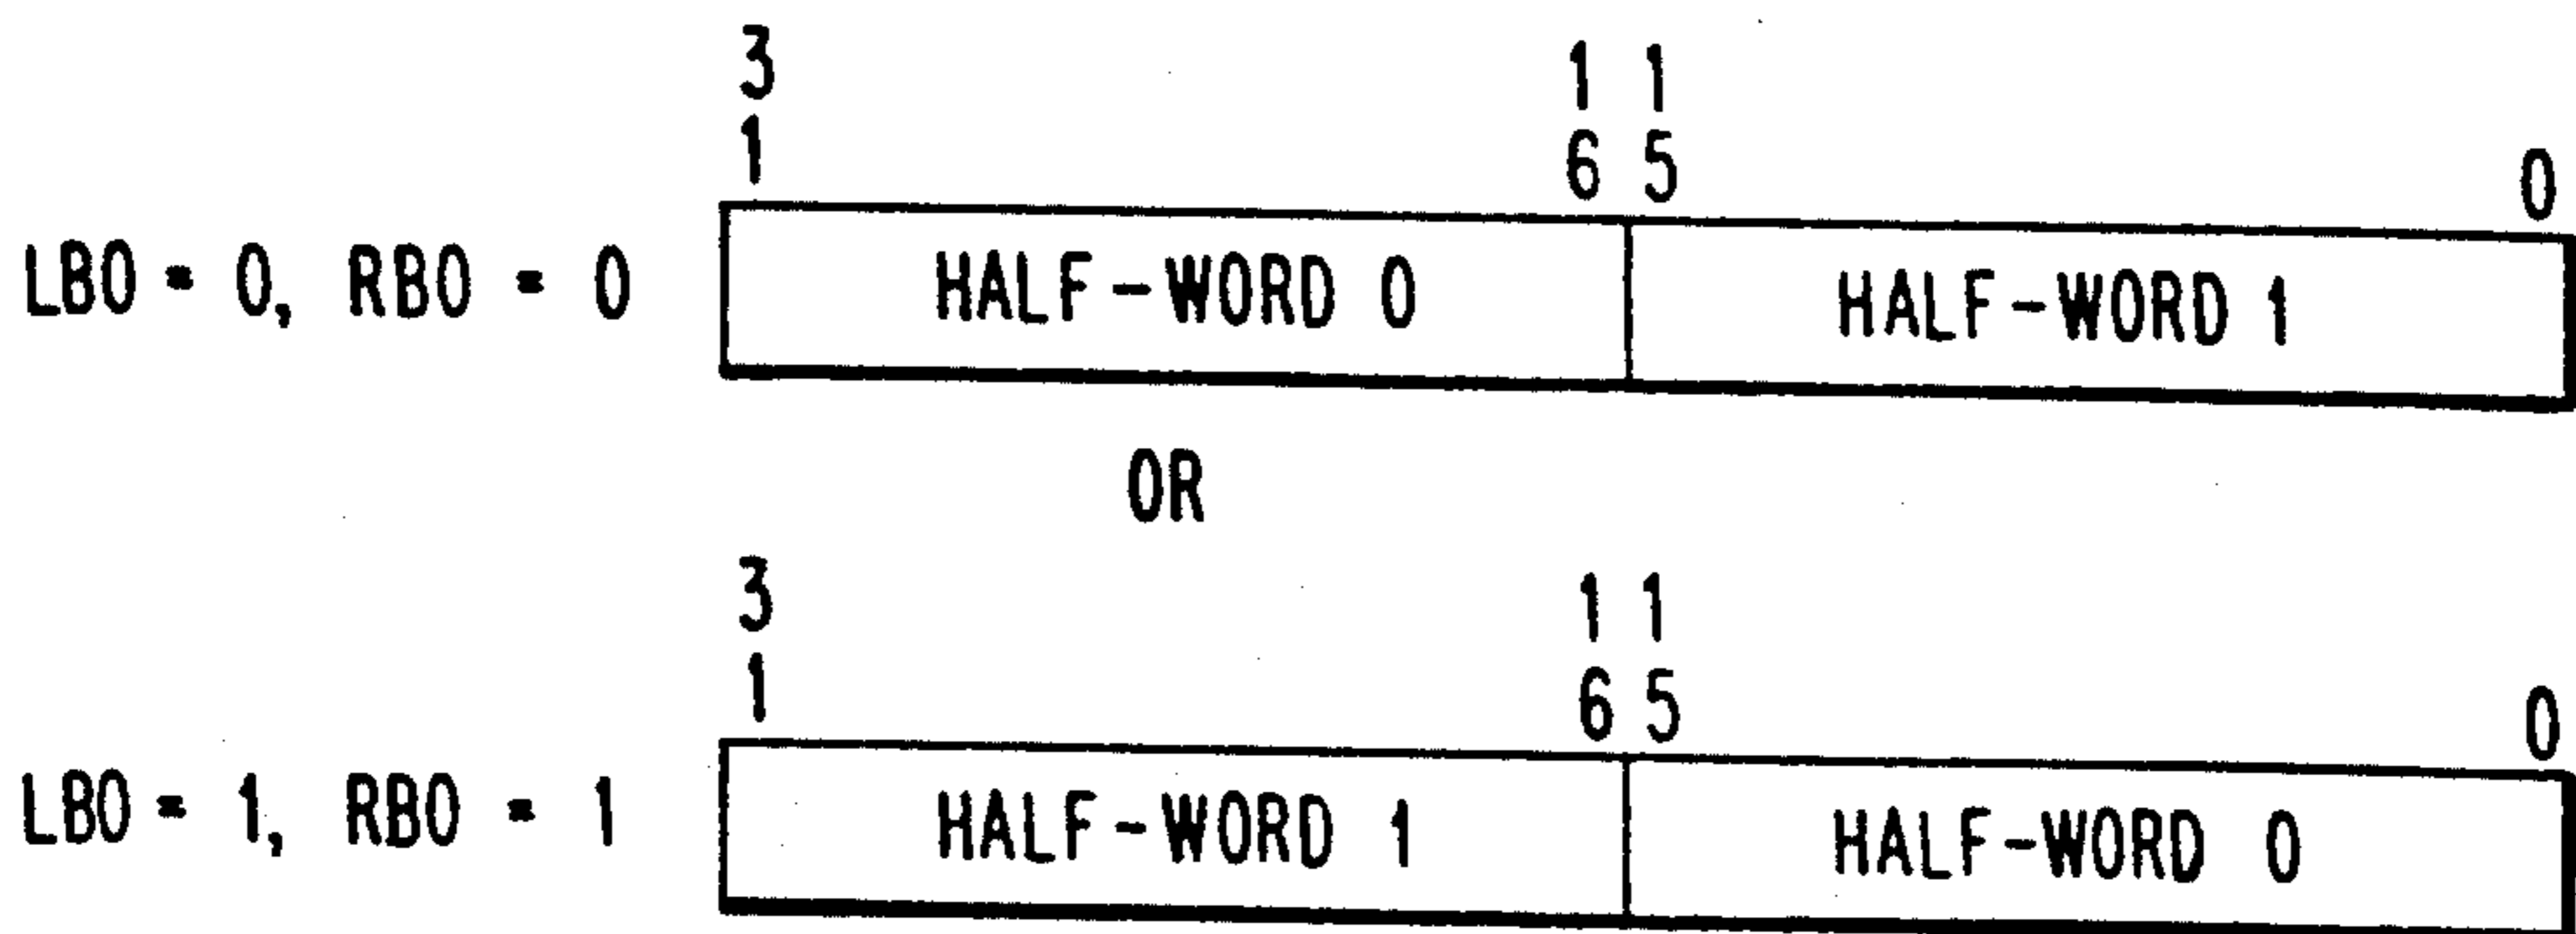 3 1 1
1 6 5 0
LBO = 0, RBO = 0 HALF-WORD 0 HALF-WORD 1
OR
3 1 1
1 6 5 0
LBO = 1, RBO = 1 HALF-WORD 1 HALF-WORD 0